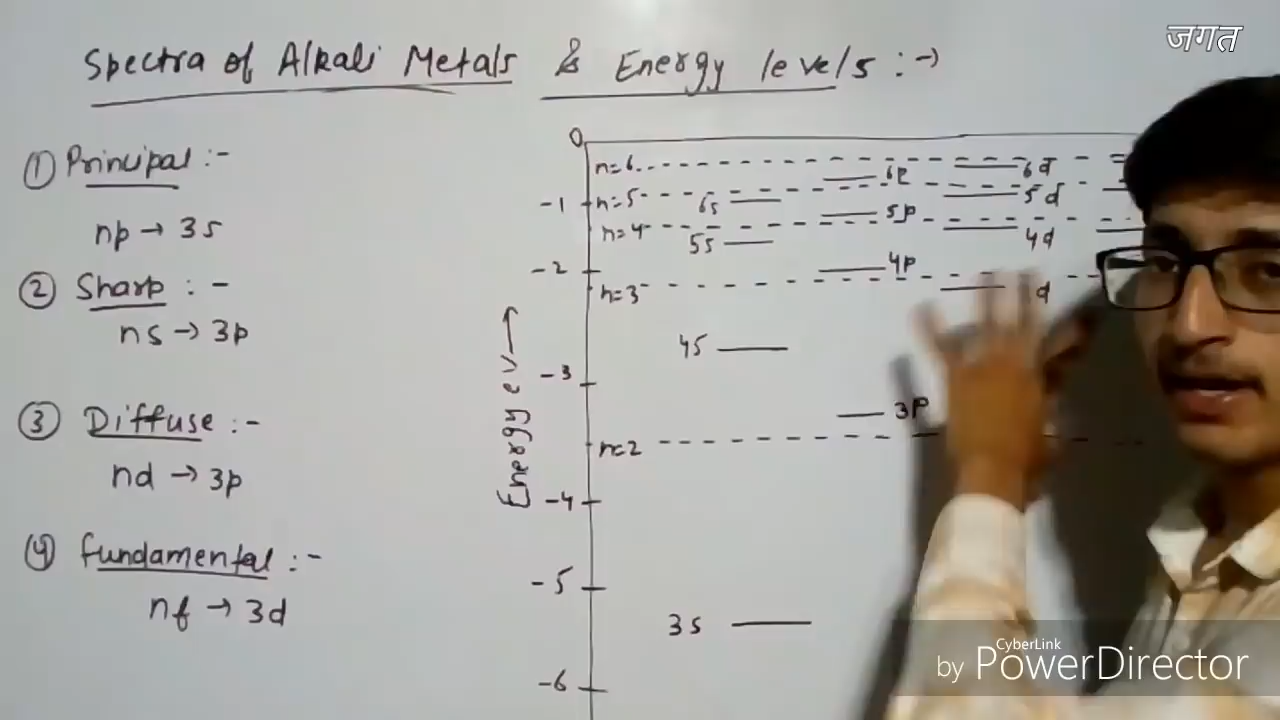 जगत
Spectra of Alkali Metals & Energy levels :→
① Principal :-
np → 3s
② Sharp :-
ns → 3p
③ Diffuse :-
nd → 3p
④ fundamental :-
nf → 3d
Energy ev →
0
-1
-2
-3
-4
-5
-6
n=6
n=5
n=4
n=3
n=2
6s
5s
4s
3s
6p
5p
4p
3p
6d
5d
4d
d
CyberLink
by PowerDirector